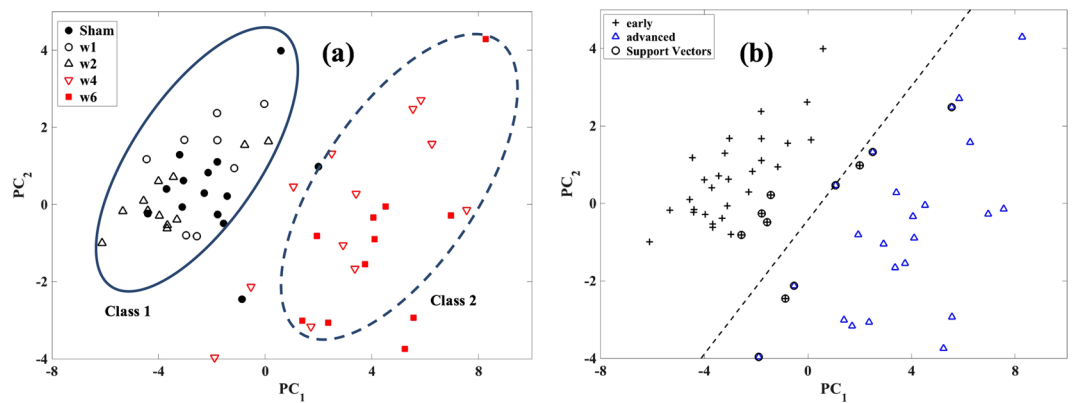 Sham
w1
w2
w4
w6
(a)
Class 1
Class 2
4
2
0
-2
-4
-8
-4
0
4
8
PC2
PC1
early
advanced
Support Vectors
(b)
4
2
0
-2
-4
-8
-4
0
4
8
PC2
PC1